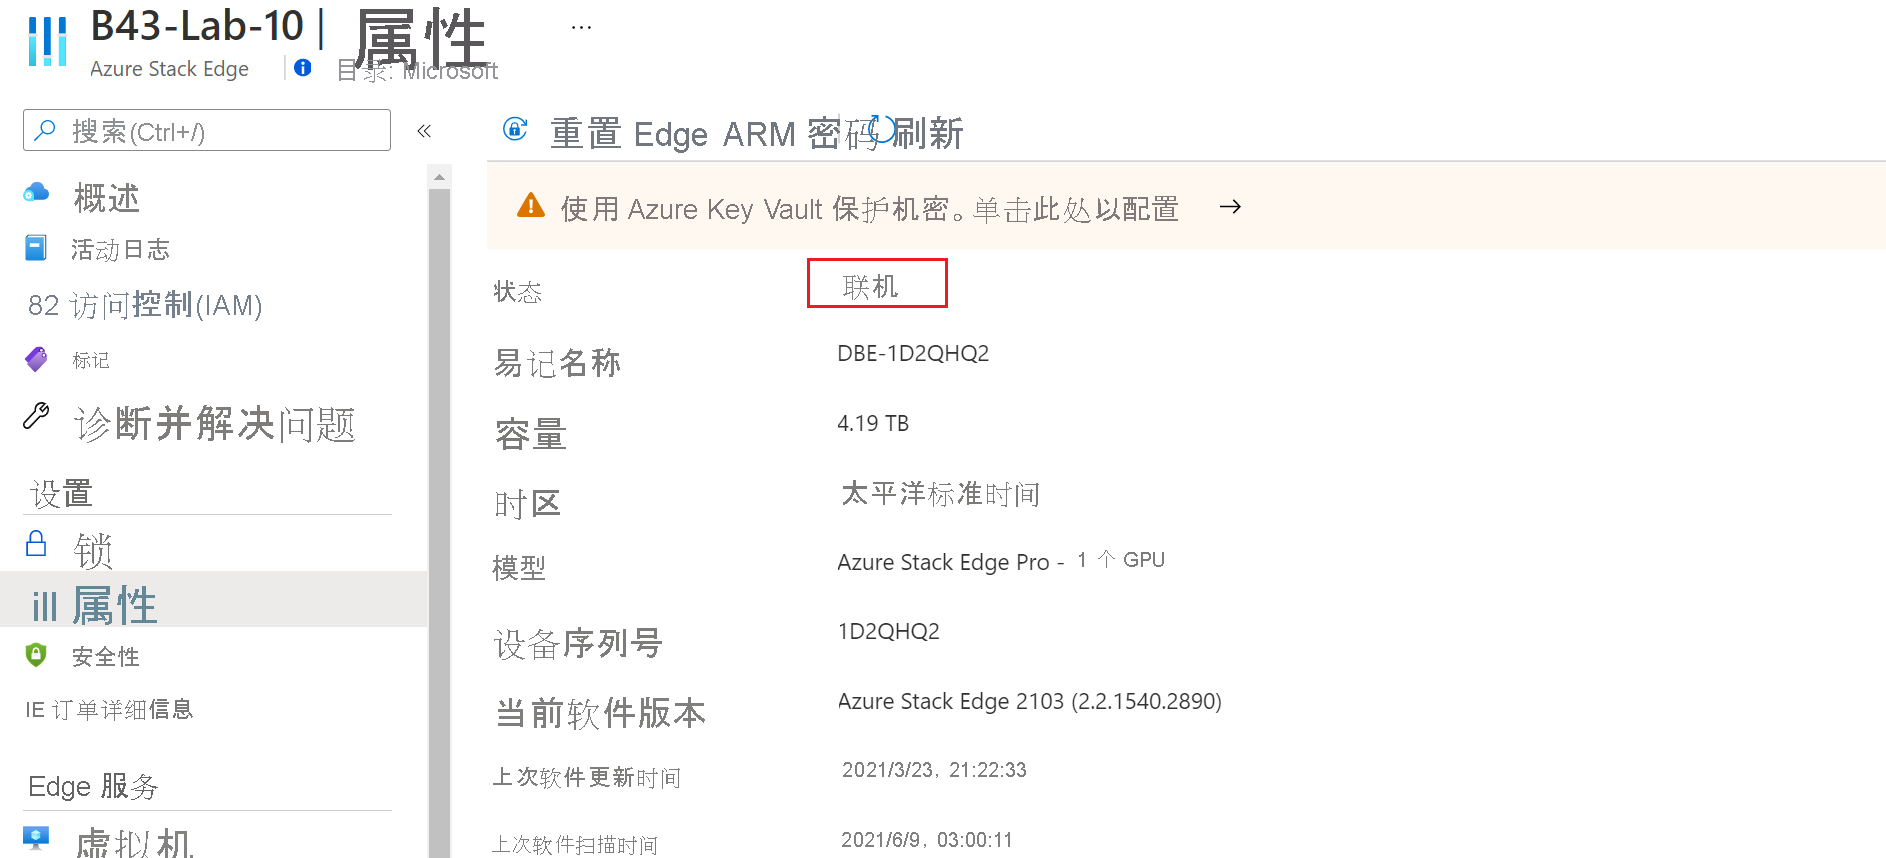 B43-Lab-10 | 属性 ...
Azure Stack Edge 目录: Microsoft
搜索(Ctrl+/) «
重置 Edge ARM 密码 刷新
使用 Azure Key Vault 保护机密。单击此处以配置 →
概述
活动日志
82 访问控制(IAM)
标记
诊断并解决问题
设置
锁
ill 属性
安全性
IE 订单详细信息
Edge 服务
虚拟机
状态 联机
易记名称 DBE-1D2QHQ2
容量 4.19 TB
时区 太平洋标准时间
模型 Azure Stack Edge Pro - 1 个 GPU
设备序列号 1D2QHQ2
当前软件版本 Azure Stack Edge 2103 (2.2.1540.2890)
上次软件更新时间 2021/3/23, 21:22:33
上次软件扫描时间 2021/6/9, 03:00:11